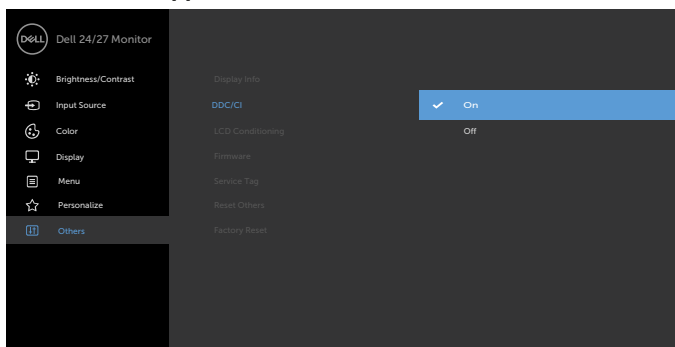 DELL Dell 24/27 Monitor
Brightness/Contrast
Input Source
Color
Display
Menu
Personalize
Others
Display Info
DDC/CI
LCD Conditioning
Firmware
Service Tag
Reset Others
Factory Reset
On
Off